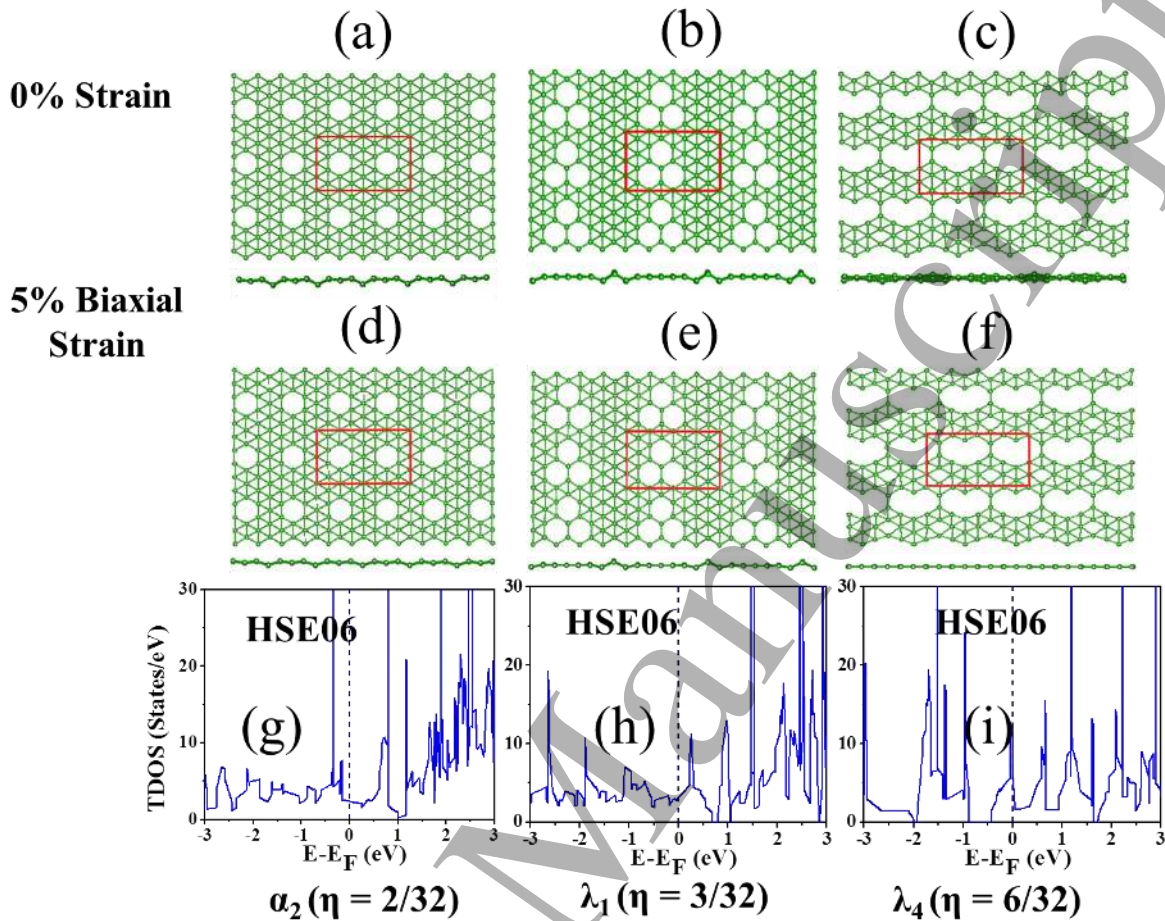 (a) (b) (c)
0% Strain
5% Biaxial
Strain
(d) (e) (f)
30 30 30
HSE06 HSE06 HSE06
20 20 20
TDOS (States/eV)
(g) (h) (i)
10 10 10
0 0 0
-3 -2 -1 0 1 2 3 -3 -2 -1 0 1 2 3 -3 -2 -1 0 1 2 3
E-E_F (eV) E-E_F (eV) E-E_F (eV)
α₂ (η = 2/32) λ₁ (η = 3/32) λ₄ (η = 6/32)
Manuscrip